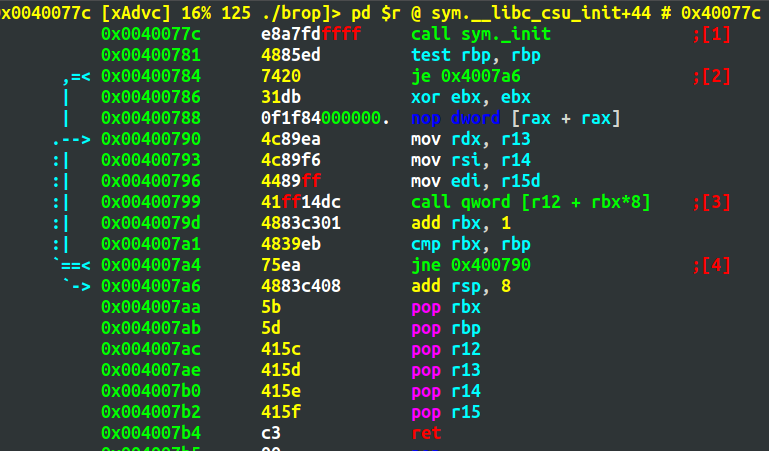 0x0040077c [xAdvc] 16% 125 ./brop]> pd $r @ sym.__libc_csu_init+44 # 0x40077c
0x0040077c e8a7fdffff call sym._init ;[1]
0x00400781 4885ed test rbp, rbp
,=< 0x00400784 7420 je 0x4007a6 ;[2]
| 0x00400786 31db xor ebx, ebx
| 0x00400788 0f1f84000000. nop dword [rax + rax]
.--> 0x00400790 4c89ea mov rdx, r13
:| 0x00400793 4c89f6 mov rsi, r14
:| 0x00400796 4489ff mov edi, r15d
:| 0x00400799 41ff14dc call qword [r12 + rbx*8] ;[3]
:| 0x0040079d 4883c301 add rbx, 1
:| 0x004007a1 4839eb cmp rbx, rbp
`==< 0x004007a4 75ea jne 0x400790 ;[4]
`-> 0x004007a6 4883c408 add rsp, 8
0x004007aa 5b pop rbx
0x004007ab 5d pop rbp
0x004007ac 415c pop r12
0x004007ae 415d pop r13
0x004007b0 415e pop r14
0x004007b2 415f pop r15
0x004007b4 c3 ret